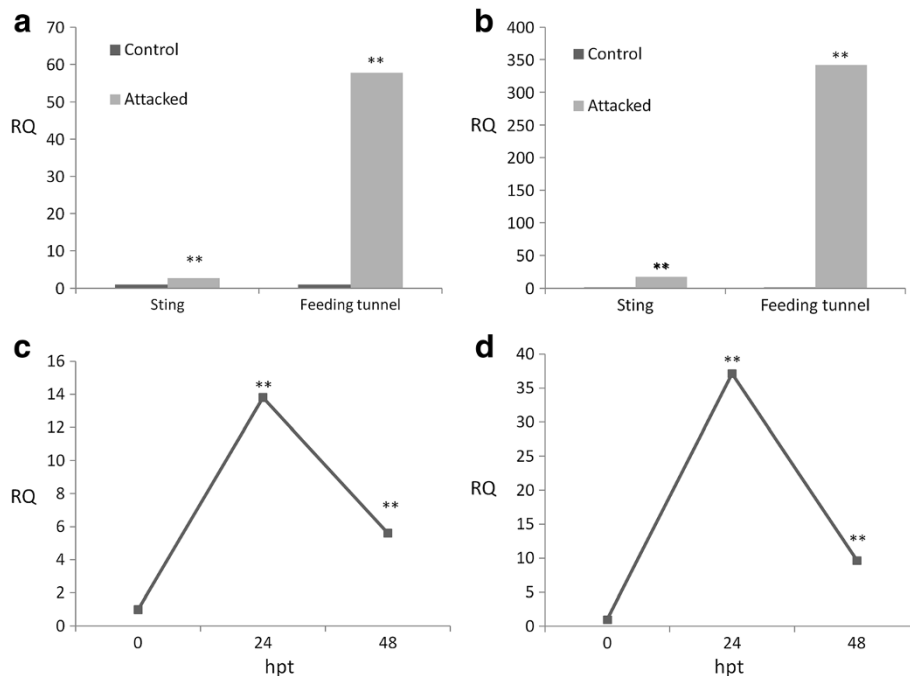 a
70
60
50
40
30
20
10
0
RQ
Control
Attacked
**
**
Sting Feeding tunnel
b
400
350
300
250
200
150
100
50
0
RQ
Control
Attacked
**
**
Sting Feeding tunnel
c
16
14
12
10
8
6
4
2
0
RQ
**
**
0 24 48
hpt
d
40
35
30
25
20
15
10
5
0
RQ
**
**
0 24 48
hpt